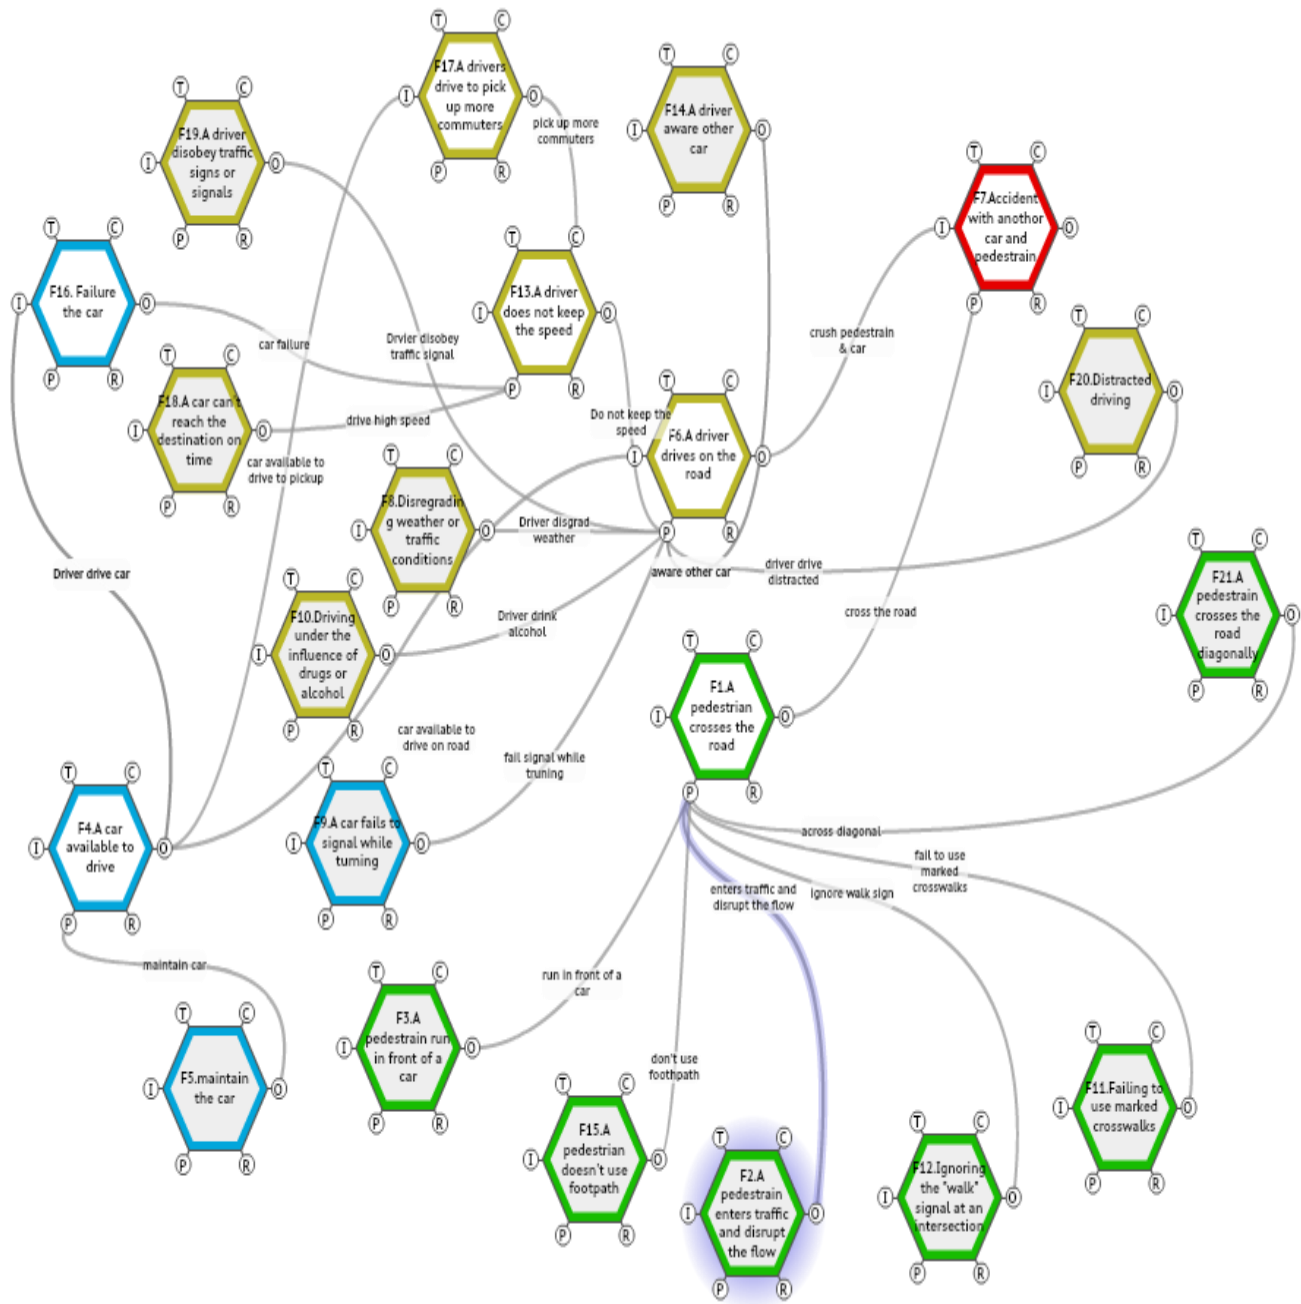 T
C
F17.A drivers
drive to pick
up more
commuters
I
O
P
R
pick up more
commuters
T
C
F14.A driver
aware other
car
I
O
P
R
T
C
F19.A driver
disobey traffic
signs or
signals
I
O
P
R
T
C
F7.Accident
with anothor
car and
pedestrain
I
O
P
R
T
C
F16. Failure
the car
I
O
P
R
car failure
T
C
F13.A driver
does not keep
the speed
I
O
P
R
Drvier disobey
traffic signal
crush pedestrain
& car
T
C
F20.Distracted
driving
I
O
P
R
T
C
F18.A car can't
reach the
destination on
time
I
O
P
R
drive high speed
car available to
drive to pickup
Do not keep the
speed
T
C
F6.A driver
drives on the
road
I
O
P
R
T
C
F8.Disregradin
g weather or
traffic
conditions
I
O
P
R
Driver disgrad
weather
aware other car
driver drive
distracted
Driver drive car
T
C
F10.Driving
under the
influence of
drugs or
alcohol
I
O
P
R
Driver drink
alcohol
cross the road
T
C
F21.A
pedestrain
crosses the
road
diagonally
I
O
P
R
T
C
F1.A
pedestrian
crosses the
road
I
O
P
R
car available to
drive on road
fail signal while
truning
T
C
F4.A car
available to
drive
I
O
P
R
T
C
F9.A car fails to
signal while
turning
I
O
P
R
across diagonal
fail to use
marked
crosswalks
enters traffic and
disrupt the flow
ignore walk sign
maintain car
run in front of a
car
T
C
F3.A
pedestrain run
in front of a
car
I
O
P
R
T
C
F5.maintain
the car
I
O
P
R
don't use
foothpath
T
C
F15.A
pedestrian
doesn't use
footpath
I
O
P
R
T
C
F2.A
pedestrain
enters traffic
and disrupt
the flow
I
O
P
R
T
C
F12.Ignoring
the "walk"
signal at an
intersection
I
O
P
R
T
C
F11.Failing to
use marked
crosswalks
I
O
P
R